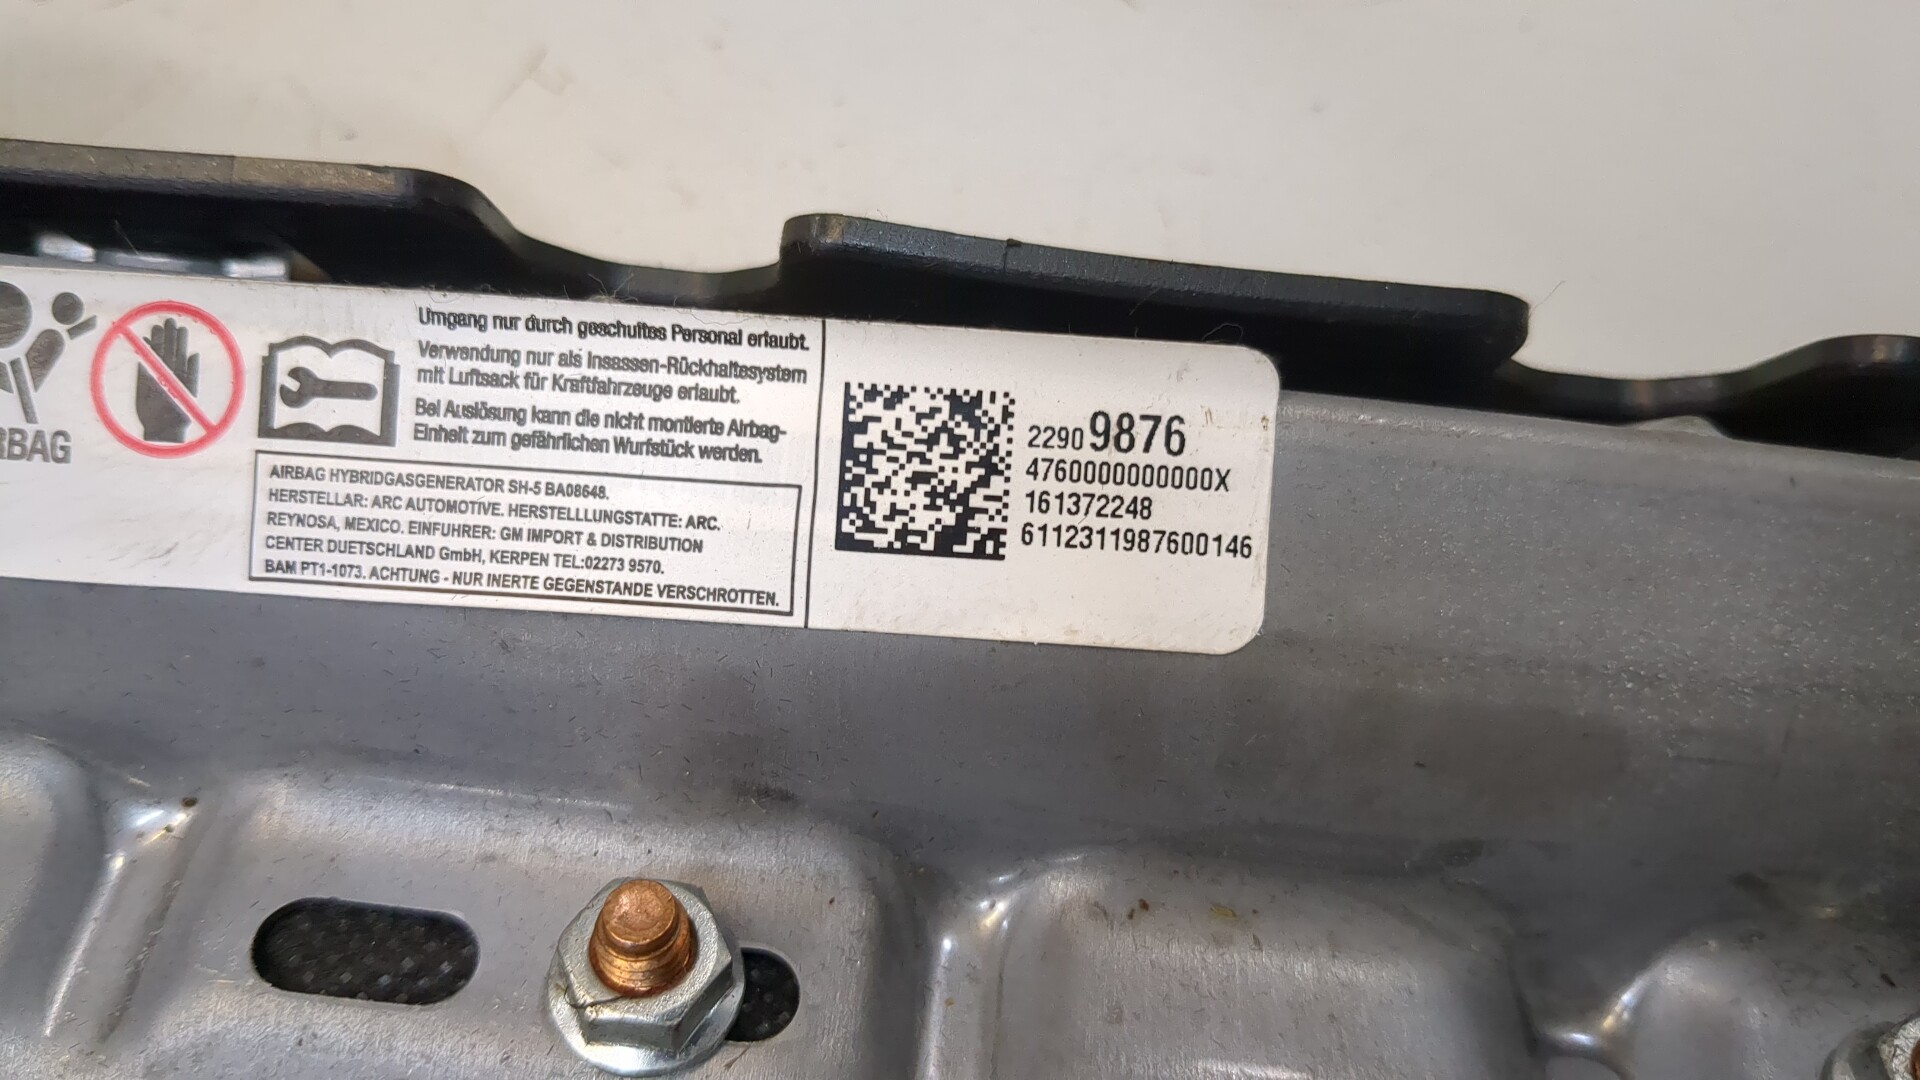 RBAG
Umgang nur durch geschultes Personal erlaubt.
Verwendung nur als Insassen-Rückhaltesystem
mit Luftsack für Kraftfahrzeuge erlaubt.
Bei Auslösung kann die nicht montierte Airbag-
Einheit zum gefährlichen Wurfstück werden.
AIRBAG HYBRIDGASGENERATOR SH-5 BA08648.
HERSTELLAR: ARC AUTOMOTIVE. HERSTELLLUNGSTATTE: ARC.
REYNOSA, MEXICO. EINFUHRER: GM IMPORT & DISTRIBUTION
CENTER DUETSCHLAND GmbH, KERPEN TEL:02273 9570.
BAM PT1-1073. ACHTUNG - NUR INERTE GEGENSTANDE VERSCHROTTEN.
2290 9876
4760000000000X
161372248
6112311987600146